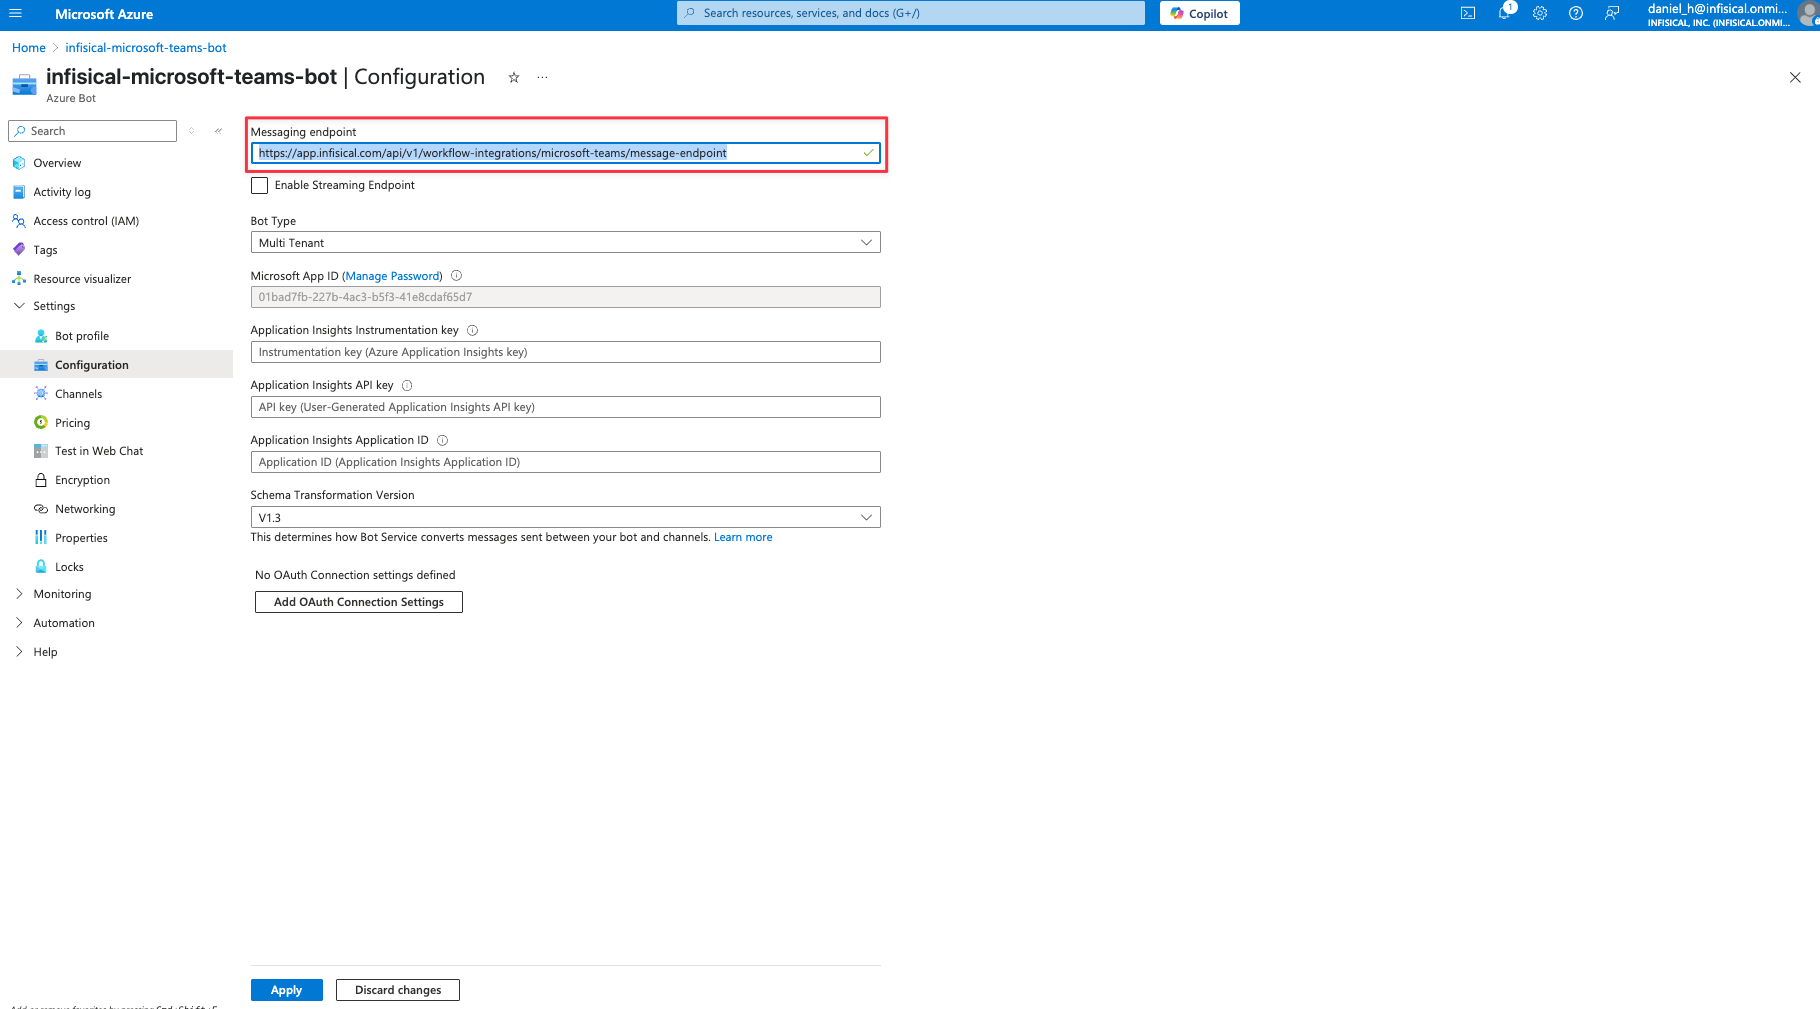 Microsoft Azure
Search resources, services, and docs (G+/)
Copilot
1
daniel_h@infisical.onmi...
INFISICAL, INC. (INFISICAL.ONMI...
Home > infisical-microsoft-teams-bot
infisical-microsoft-teams-bot | Configuration
Azure Bot
Search
Overview
Activity log
Access control (IAM)
Tags
Resource visualizer
Settings
Bot profile
Configuration
Channels
Pricing
Test in Web Chat
Encryption
Networking
Properties
Locks
Monitoring
Automation
Help
Messaging endpoint
https://app.infisical.com/api/v1/workflow-integrations/microsoft-teams/message-endpoint
Enable Streaming Endpoint
Bot Type
Multi Tenant
Microsoft App ID (Manage Password)
01bad7fb-227b-4ac3-b5f3-41e8cdaf65d7
Application Insights Instrumentation key
Instrumentation key (Azure Application Insights key)
Application Insights API key
API key (User-Generated Application Insights API key)
Application Insights Application ID
Application ID (Application Insights Application ID)
Schema Transformation Version
V1.3
This determines how Bot Service converts messages sent between your bot and channels. Learn more
No OAuth Connection settings defined
Add OAuth Connection Settings
Apply
Discard changes